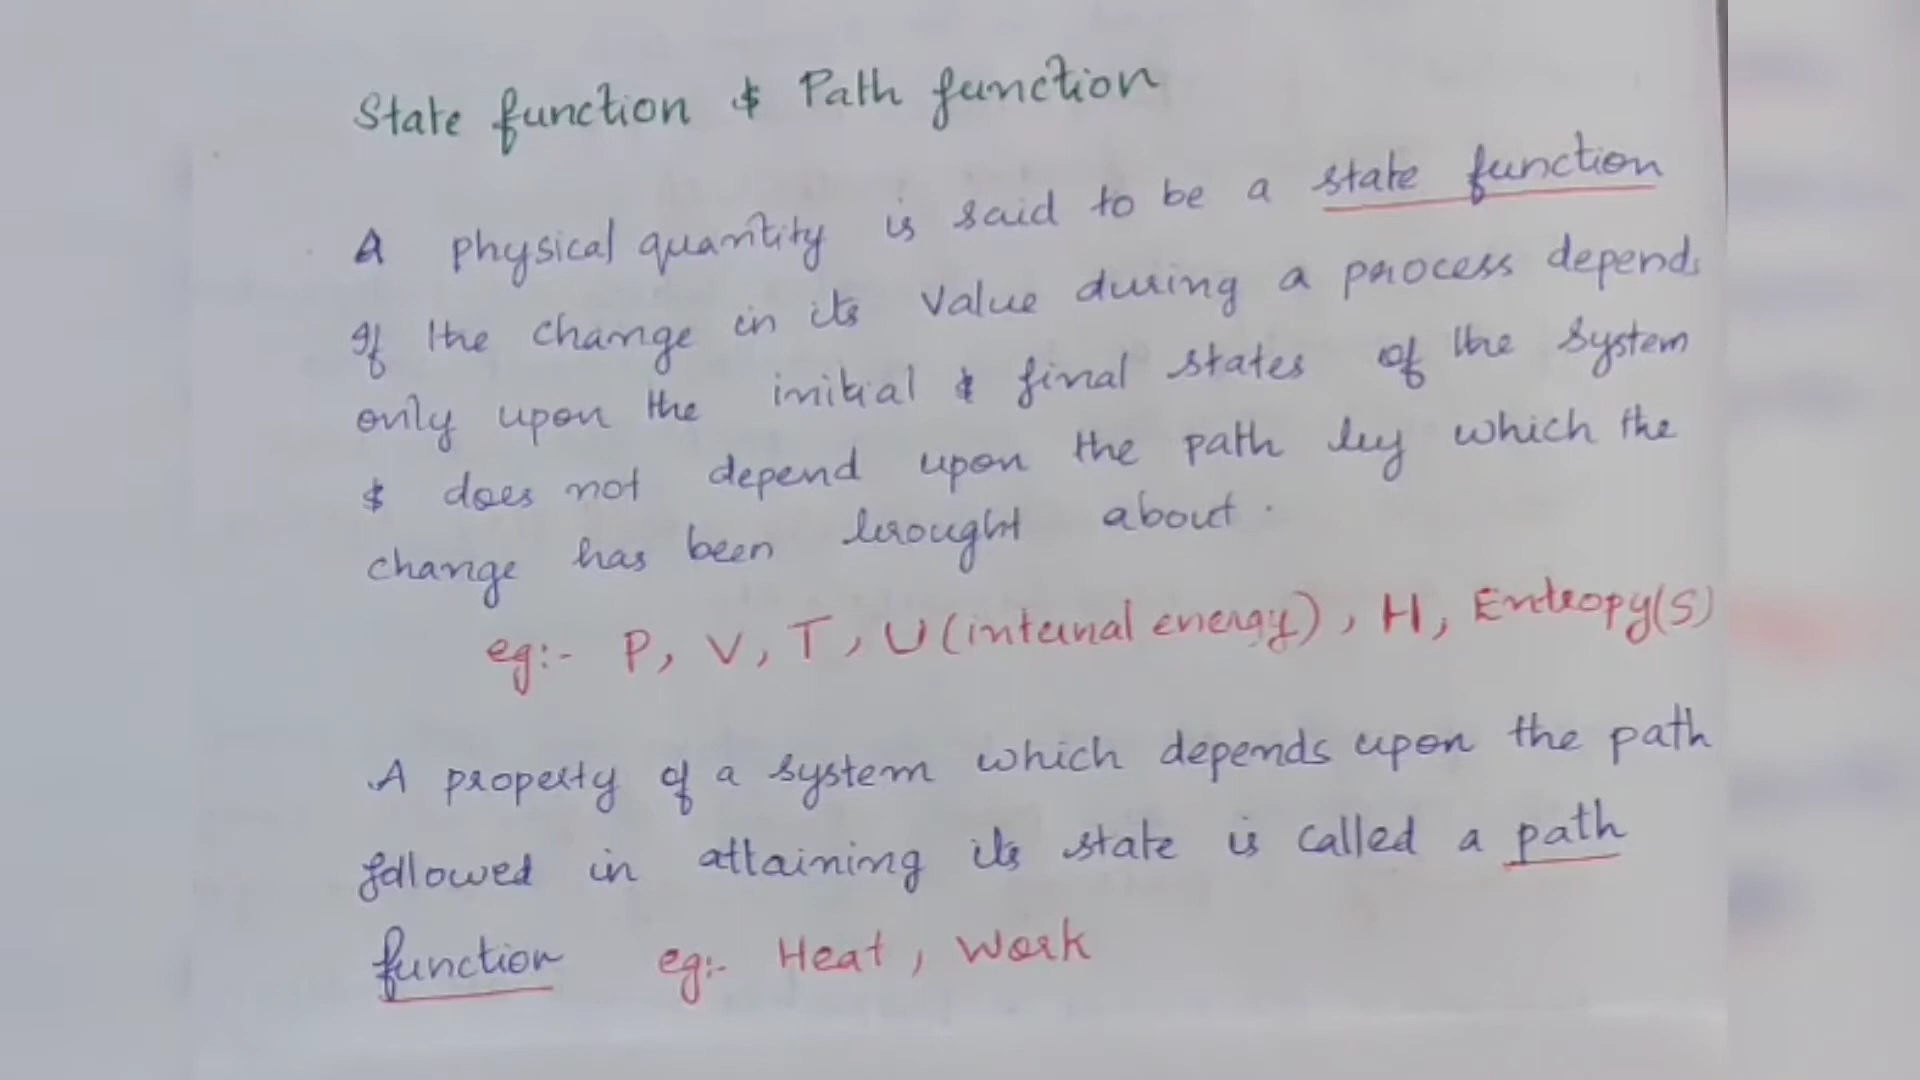 State function & Path function
A physical quantity is said to be a state function
If the change in its value during a process depends
only upon the initial & final states of the system
& does not depend upon the path by which the
change has been brought about.
eg:- P, V, T, U (internal energy), H, Entropy(S)
A property of a system which depends upon the path
followed in attaining its state is called a path
function eg:- Heat, Work